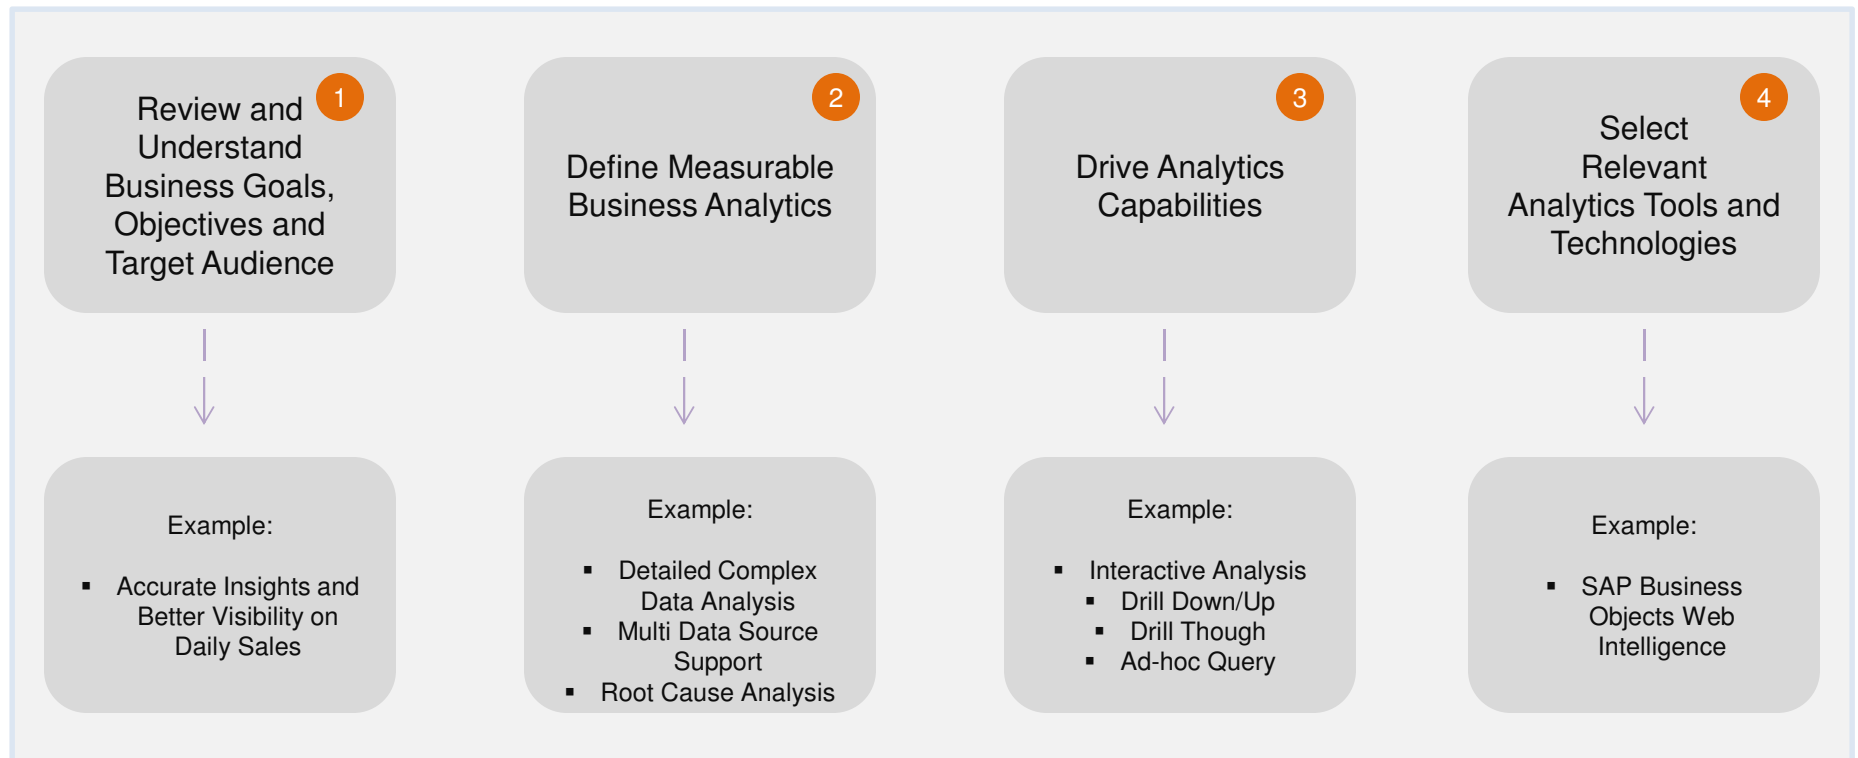 1
Review and
Understand
Business Goals,
Objectives and
Target Audience
2
Define Measurable
Business Analytics
3
Drive Analytics
Capabilities
4
Select
Relevant
Analytics Tools and
Technologies
Example:
▪ Accurate Insights and
Better Visibility on
Daily Sales
Example:
▪ Detailed Complex
Data Analysis
▪ Multi Data Source
Support
▪ Root Cause Analysis
Example:
▪ Interactive Analysis
▪ Drill Down/Up
▪ Drill Though
▪ Ad-hoc Query
Example:
▪ SAP Business
Objects Web
Intelligence